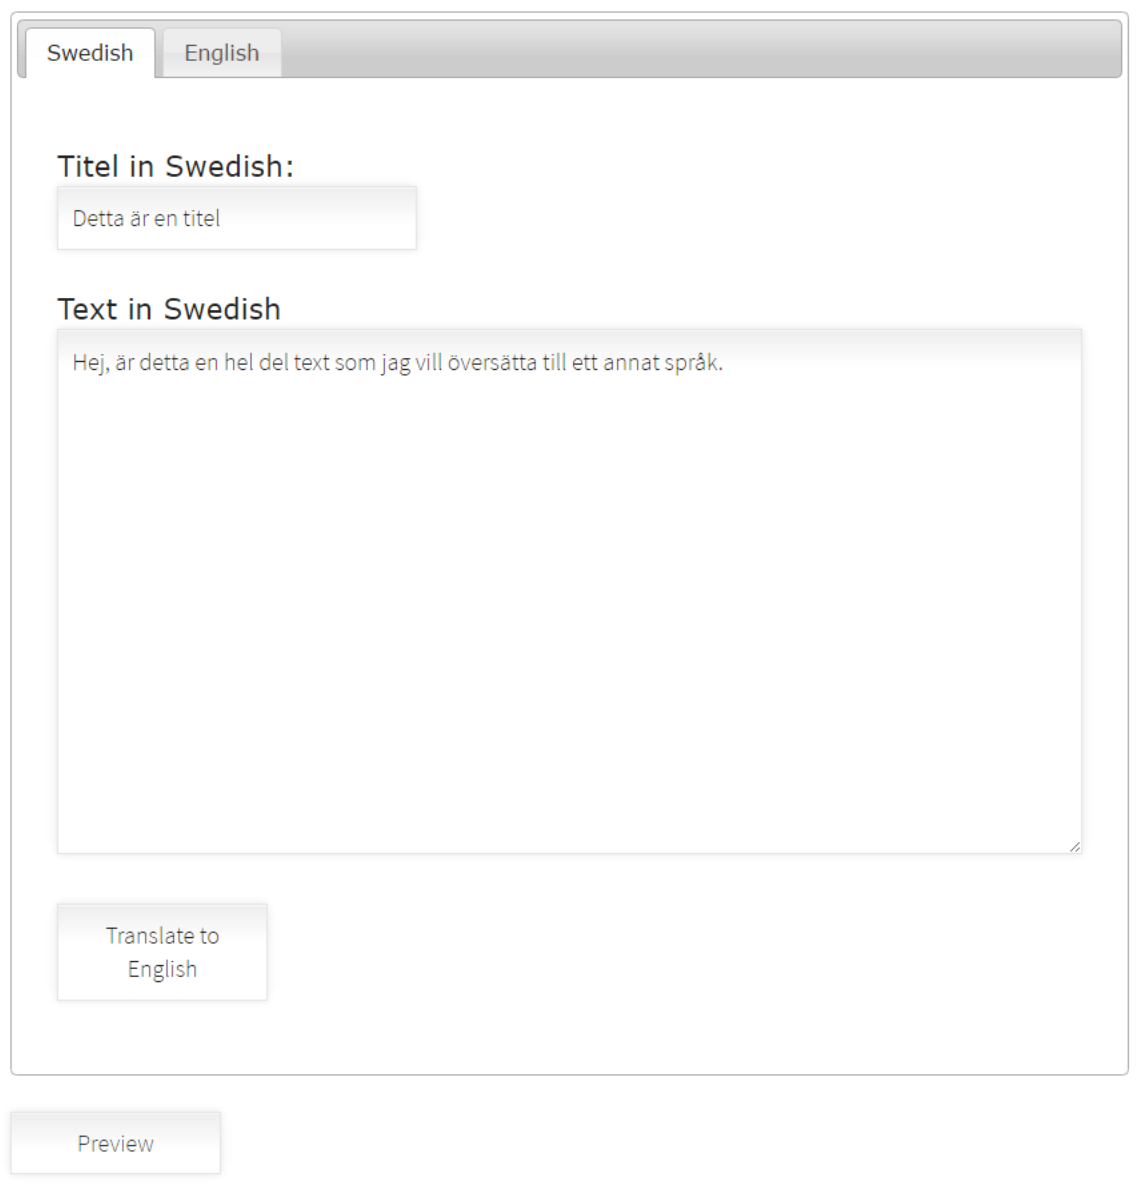 Swedish English
Titel in Swedish:
Detta är en titel
Text in Swedish
Hej, är detta en hel del text som jag vill översätta till ett annat språk.
Translate to
English
Preview